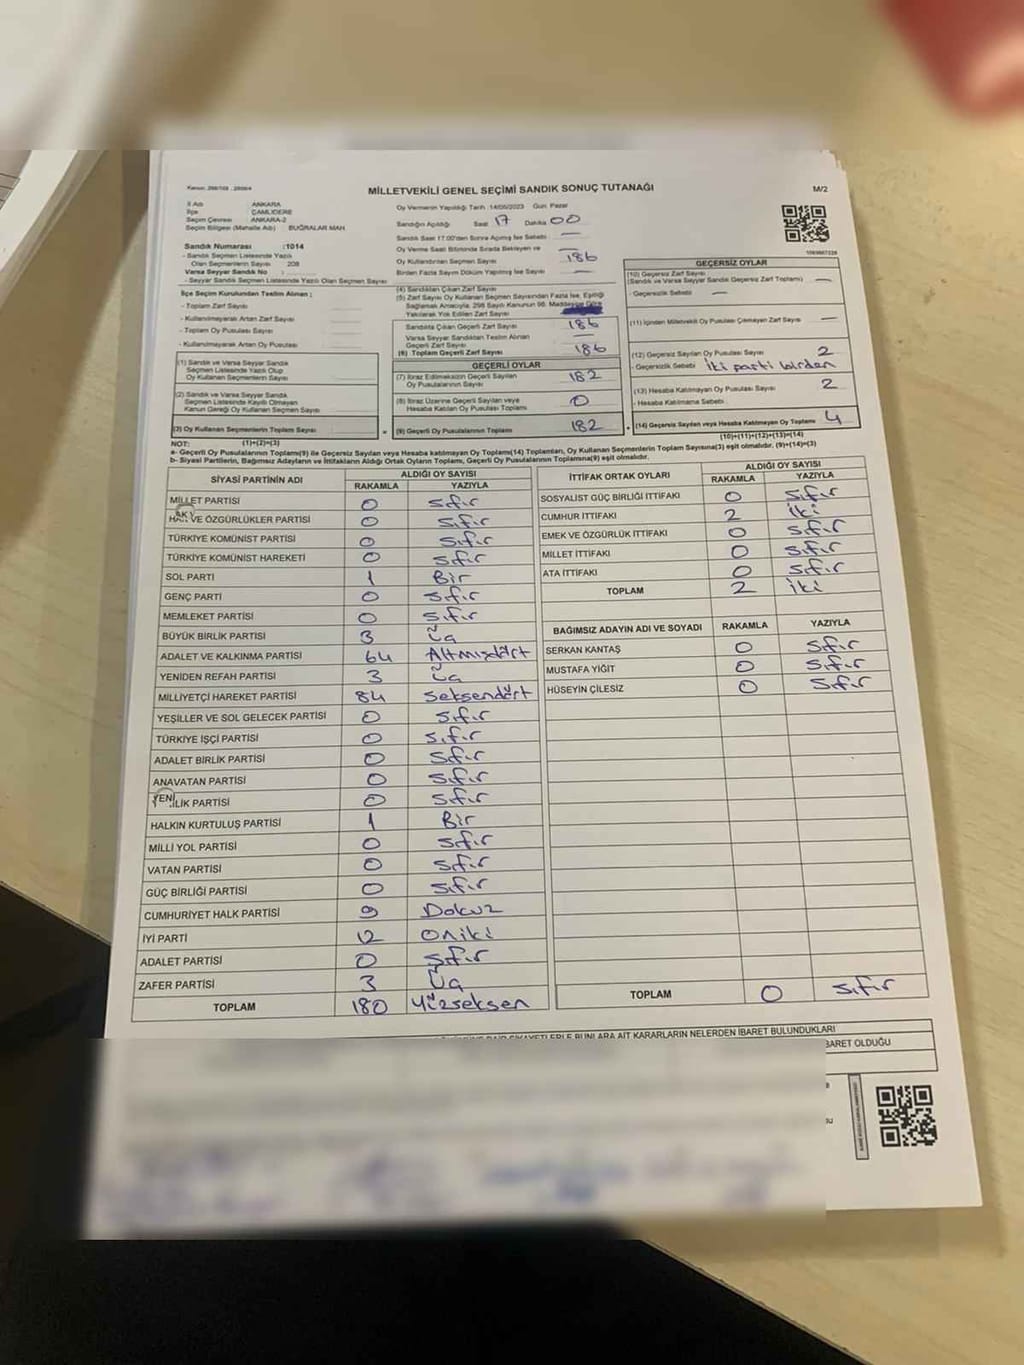 Kanun: 298/105 , 2839/4
MİLLETVEKİLİ GENEL SEÇİMİ SANDIK SONUÇ TUTANAĞI
M/2
İl Adı : ANKARA
İlçe : ÇAMLIDERE
Seçim Çevresi : ANKARA-2
Seçim Bölgesi (Mahalle Adı) BUĞRALAR MAH
Sandık Numarası :1014
- Sandık Seçmen Listesinde Yazılı
Olan Seçmenlerin Sayısı 208
Varsa Seyyar Sandık No :
- Seyyar Sandık Seçmen Listesinde Yazılı Olan Seçmen Sayısı
Oy Vermenin Yapıldığı Tarih :14/05/2023 Gün: Pazar
Sandığın Açıldığı: Saat 17 Dakika 00
Sandık Saat 17.00'den Sonra Açılmış İse Sebebi : —
Oy Verme Saati Bitiminde Sırada Bekleyen ve —
Oy Kullandırılan Seçmen Sayısı 186
Birden Fazla Sayım Döküm Yapılmış İse Sayısı —
İlçe Seçim Kurulundan Teslim Alınan ;
- Toplam Zarf Sayısı
- Kullanılmayarak Artan Zarf Sayısı
- Toplam Oy Pusulası Sayısı
- Kullanılmayarak Artan Oy Pusulası
(1) Sandık ve Varsa Seyyar Sandık
Seçmen Listesinde Yazılı Olup
Oy Kullanan Seçmenlerin Sayısı
(2) Sandık ve Varsa Seyyar Sandık
Seçmen Listesinde Kayıtlı Olmayan
Kanun Gereği Oy Kullanan Seçmen Sayısı
(3) Oy Kullanan Seçmenlerin Toplam Sayısı
(1)+(2)=(3)
(4) Sandıktan Çıkan Zarf Sayısı
(5) Zarf Sayısı Oy Kullanan Seçmen Sayısından Fazla İse, Eşitliği
Sağlamak Amacıyla, 298 Sayılı Kanunun 98. Maddesine Göre
Yakılarak Yok Edilen Zarf Sayısı
Sandıkta Çıkan Geçerli Zarf Sayısı 186
Varsa Seyyar Sandıktan Teslim Alınan
Geçerli Zarf Sayısı
(6) Toplam Geçerli Zarf Sayısı 186
GEÇERLİ OYLAR
(7) İtiraz Edilmeksizin Geçerli Sayılan
Oy Pusulalarının Sayısı 182
(8) İtiraz Üzerine Geçerli Sayılan veya
Hesaba Katılan Oy Pusulası Toplamı 0
(9) Geçerli Oy Pusulalarının Toplamı 182
GEÇERSİZ OYLAR
(10) Geçersiz Zarf Sayısı
(Sandık ve Varsa Seyyar Sandık Geçersiz Zarf Toplamı) —
- Geçersizlik Sebebi : —
(11) İçinden Milletvekili Oy Pusulası Çıkmayan Zarf Sayısı —
(12) Geçersiz Sayılan Oy Pusulası Sayısı 2
- Geçersizlik Sebebi : iki parti birden
(13) Hesaba Katılmayan Oy Pusulası Sayısı 2
- Hesaba Katılmama Sebebi :
(14) Geçersiz Sayılan veya Hesaba Katılmayan Oy Toplamı 4
(10)+(11)+(12)+(13)=(14)
NOT:
a- Geçerli Oy Pusulalarının Toplamı(9) ile Geçersiz Sayılan veya Hesaba katılmayan Oy Toplamı(14) Toplamları, Oy Kullanan Seçmenlerin Toplam Sayısına(3) eşit olmalıdır. (9)+(14)=(3)
b- Siyasi Partilerin, Bağımsız Adayların ve İttifakların Aldığı Ortak Oyların Toplamı, Geçerli Oy Pusulalarının Toplamına(9) eşit olmalıdır.
SİYASİ PARTİNİN ADI ALDIĞI OY SAYISI
RAKAMLA YAZIYLA
MİLLET PARTİSİ 0 sıfır
HAK VE ÖZGÜRLÜKLER PARTİSİ 0 sıfır
TÜRKİYE KOMÜNİST PARTİSİ 0 sıfır
TÜRKİYE KOMÜNİST HAREKETİ 0 sıfır
SOL PARTİ 1 Bir
GENÇ PARTİ 0 sıfır
MEMLEKET PARTİSİ 0 sıfır
BÜYÜK BİRLİK PARTİSİ 3 Üç
ADALET VE KALKINMA PARTİSİ 64 Altmışdört
YENİDEN REFAH PARTİSİ 3 Üç
MİLLİYETÇİ HAREKET PARTİSİ 84 Seksendört
YEŞİLLER VE SOL GELECEK PARTİSİ 0 sıfır
TÜRKİYE İŞÇİ PARTİSİ 0 sıfır
ADALET BİRLİK PARTİSİ 0 sıfır
ANAVATAN PARTİSİ 0 sıfır
YENİLİK PARTİSİ 0 sıfır
HALKIN KURTULUŞ PARTİSİ 1 Bir
MİLLİ YOL PARTİSİ 0 sıfır
VATAN PARTİSİ 0 sıfır
GÜÇ BİRLİĞİ PARTİSİ 0 sıfır
CUMHURİYET HALK PARTİSİ 9 Dokuz
İYİ PARTİ 12 oniki
ADALET PARTİSİ 0 sıfır
ZAFER PARTİSİ 3 Üç
TOPLAM 180 Yüzseksen
İTTİFAK ORTAK OYLARI ALDIĞI OY SAYISI
RAKAMLA YAZIYLA
SOSYALİST GÜÇ BİRLİĞİ İTTİFAKI 0 sıfır
CUMHUR İTTİFAKI 2 iki
EMEK VE ÖZGÜRLÜK İTTİFAKI 0 sıfır
MİLLET İTTİFAKI 0 sıfır
ATA İTTİFAKI 0 sıfır
TOPLAM 2 iki
BAĞIMSIZ ADAYIN ADI VE SOYADI RAKAMLA YAZIYLA
SERKAN KANTAŞ 0 sıfır
MUSTAFA YİĞİT 0 sıfır
HÜSEYİN ÇİLESİZ 0 sıfır
TOPLAM 0 sıfır
BUNLARA AİT KARARLARIN NELERDEN İBARET BULUNDUKLARI
İBARET OLDUĞU